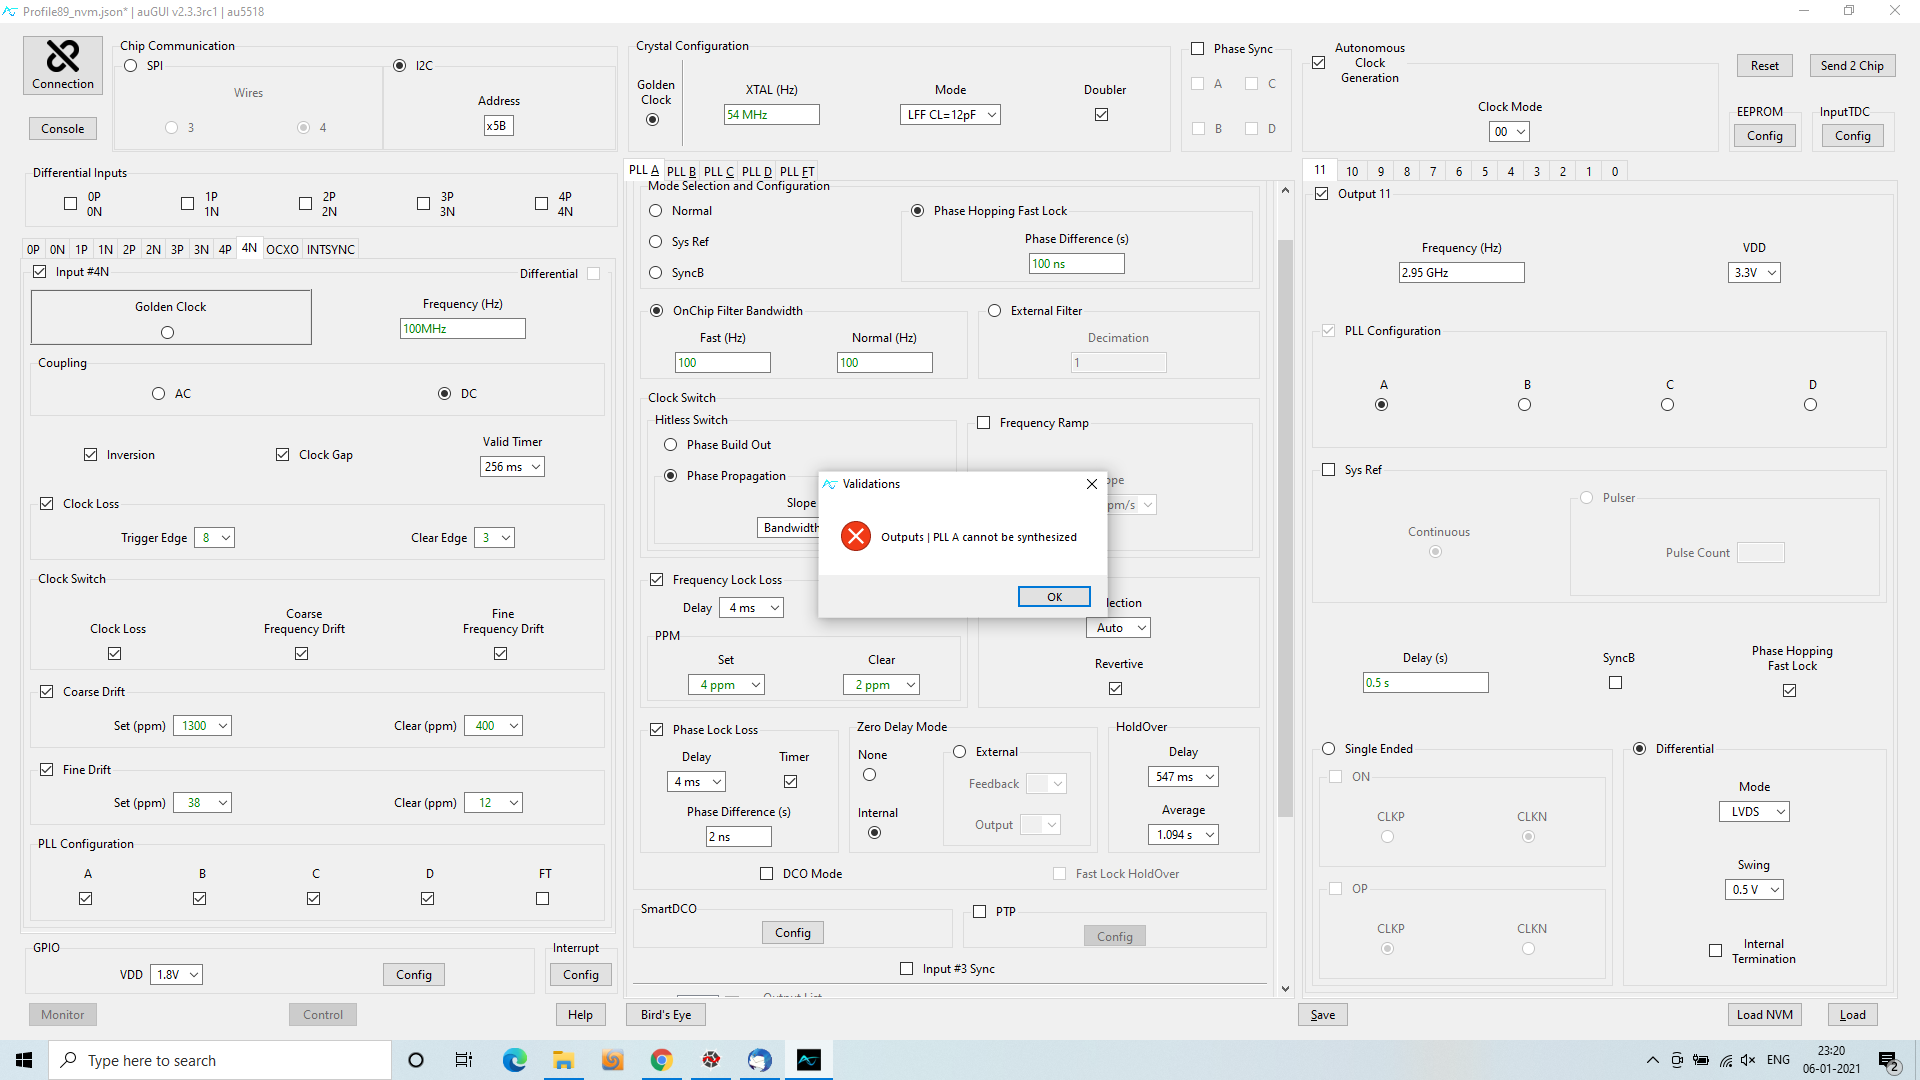 Profile89_nvm.json* | auGUI v2.3.3rc1 | au5518
Connection
Console
Chip Communication
SPI
Wires
3
4
I2C
Address
x5B
Crystal Configuration
Golden
Clock
XTAL (Hz)
54 MHz
Mode
LFF CL=12pF
Doubler
Phase Sync
A
C
B
D
Autonomous
Clock
Generation
Clock Mode
00
Reset
Send 2 Chip
EEPROM
Config
InputTDC
Config
Differential Inputs
0P
0N
1P
1N
2P
2N
3P
3N
4P
4N
0P 0N 1P 1N 2P 2N 3P 3N 4P 4N OCXO INTSYNC
Input #4N
Differential
Golden Clock
Frequency (Hz)
100MHz
Coupling
AC
DC
Inversion
Clock Gap
Valid Timer
256 ms
Clock Loss
Trigger Edge 8
Clear Edge 3
Clock Switch
Clock Loss
Coarse
Frequency Drift
Fine
Frequency Drift
Coarse Drift
Set (ppm) 1300
Clear (ppm) 400
Fine Drift
Set (ppm) 38
Clear (ppm) 12
PLL Configuration
A B C D FT
GPIO
VDD 1.8V
Config
Interrupt
Config
Monitor
Control
Help
PLL A PLL B PLL C PLL D PLL FT
Mode Selection and Configuration
Normal
Sys Ref
SyncB
Phase Hopping Fast Lock
Phase Difference (s)
100 ns
OnChip Filter Bandwidth
Fast (Hz)
100
Normal (Hz)
100
External Filter
Decimation
1
Clock Switch
Hitless Switch
Phase Build Out
Phase Propagation
Slope
Bandwidth
Frequency Ramp
ope
pm/s
Validations
Outputs | PLL A cannot be synthesized
OK
Frequency Lock Loss
Delay 4 ms
PPM
Set
4 ppm
Clear
2 ppm
lection
Auto
Revertive
Phase Lock Loss
Delay
4 ms
Timer
Phase Difference (s)
2 ns
Zero Delay Mode
None
Internal
External
Feedback
Output
HoldOver
Delay
547 ms
Average
1.094 s
DCO Mode
Fast Lock HoldOver
SmartDCO
Config
PTP
Config
Input #3 Sync
Output List
Bird's Eye
11 10 9 8 7 6 5 4 3 2 1 0
Output 11
Frequency (Hz)
2.95 GHz
VDD
3.3V
PLL Configuration
A B C D
Sys Ref
Continuous
Pulser
Pulse Count
Delay (s)
0.5 s
SyncB
Phase Hopping
Fast Lock
Single Ended
ON
CLKP
CLKN
OP
CLKP
CLKN
Differential
Mode
LVDS
Swing
0.5 V
Internal
Termination
Save
Load NVM
Load
Type here to search
ENG
23:20
06-01-2021
2